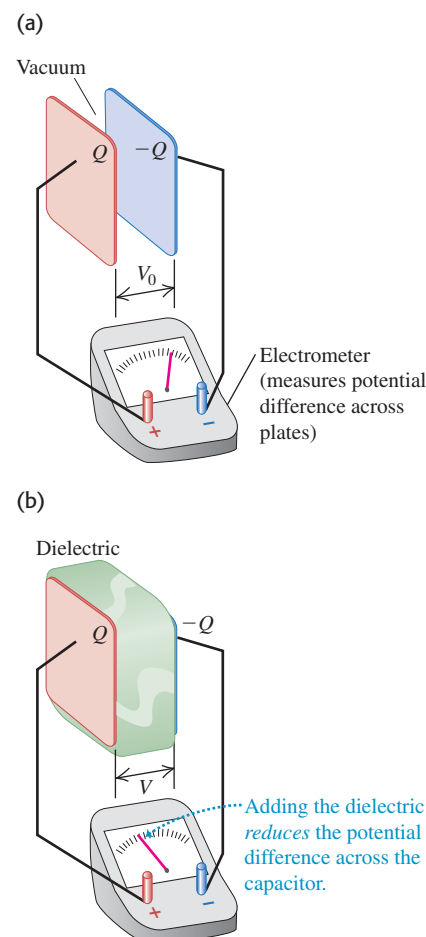 (a)
Vacuum
Q
−Q
V₀
Electrometer
(measures potential
difference across
plates)
+
−
(b)
Dielectric
Q
−Q
V
Adding the dielectric
reduces the potential
difference across the
capacitor.
+
−